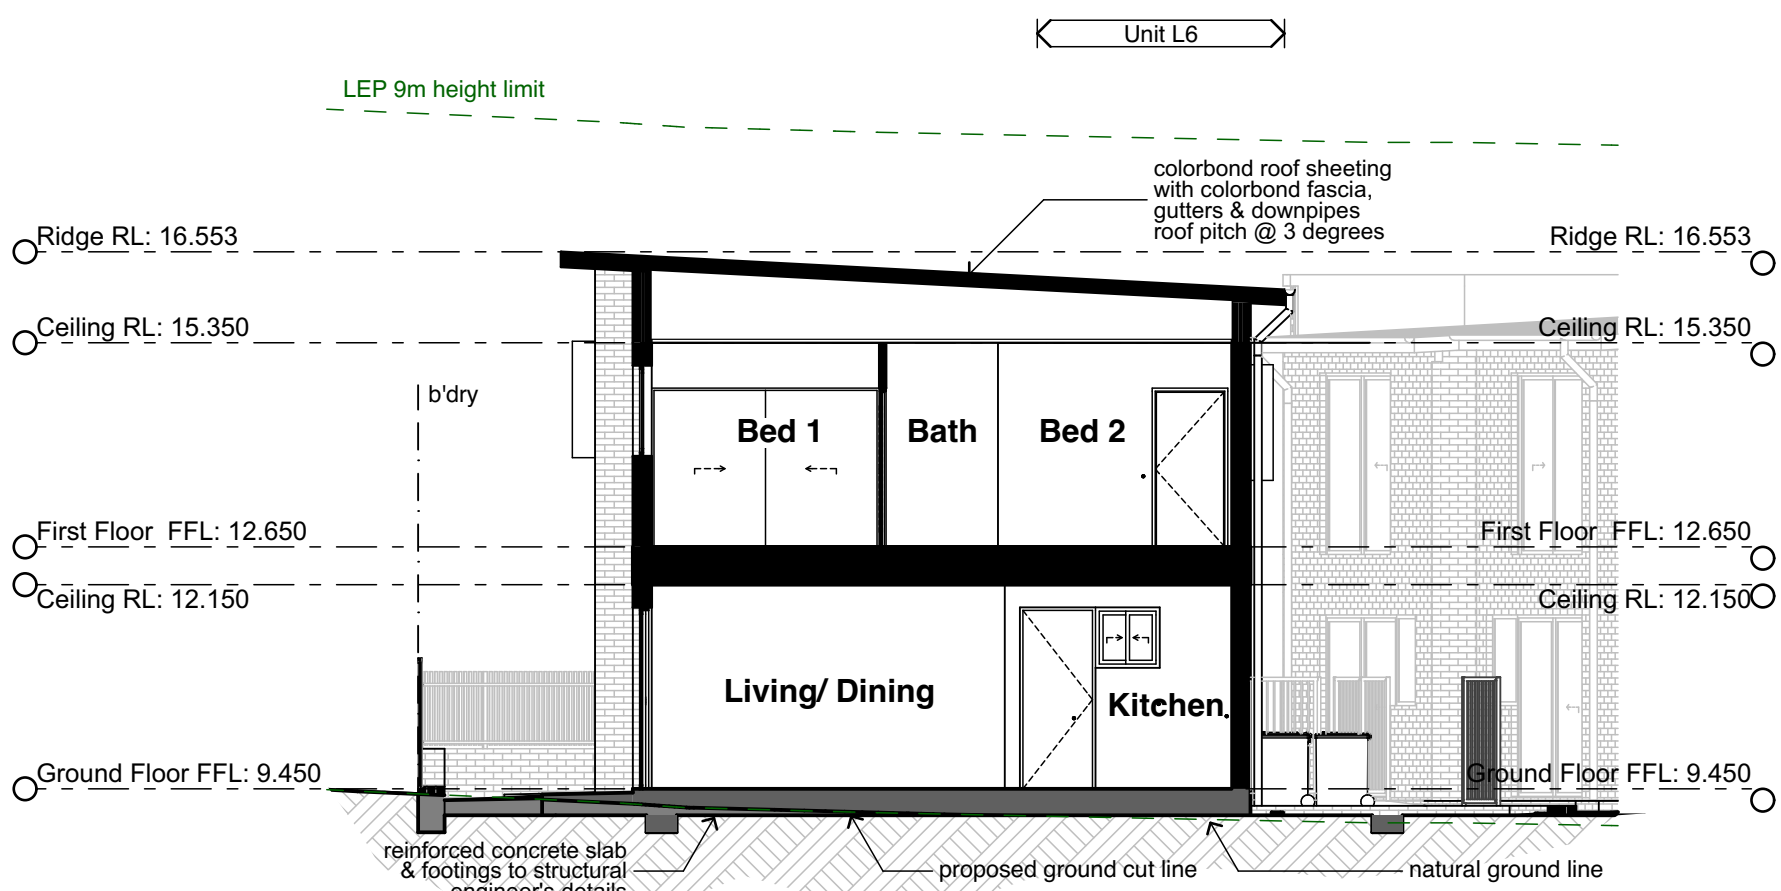 Unit L6
LEP 9m height limit
colorbond roof sheeting
with colorbond fascia,
gutters & downpipes
roof pitch @ 3 degrees
Ridge RL: 16.553
Ridge RL: 16.553
Ceiling RL: 15.350
Ceiling RL: 15.350
b'dry
Bed 1
Bath
Bed 2
First Floor FFL: 12.650
First Floor FFL: 12.650
Ceiling RL: 12.150
Ceiling RL: 12.150
Living/ Dining
Kitchen
Ground Floor FFL: 9.450
Ground Floor FFL: 9.450
reinforced concrete slab
& footings to structural
engineer's details
proposed ground cut line
natural ground line